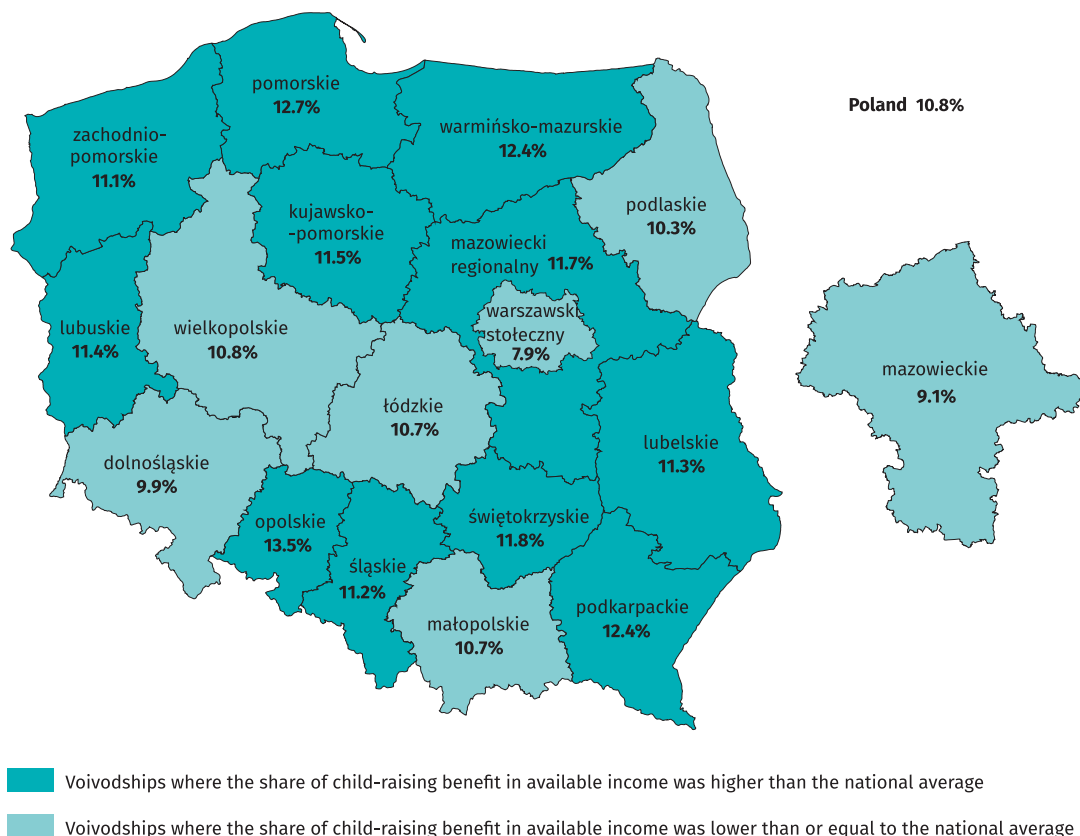 pomorskie
12.7%
Poland 10.8%
zachodnio-
pomorskie
11.1%
warmińsko-mazurskie
12.4%
podlaskie
10.3%
kujawsko-
-pomorskie
11.5%
mazowiecki
regionalny 11.7%
warszawski
stołeczny
7.9%
lubuskie
11.4%
wielkopolskie
10.8%
mazowieckie
9.1%
łódzkie
10.7%
lubelskie
11.3%
dolnośląskie
9.9%
opolskie
13.5%
świętokrzyskie
11.8%
śląskie
11.2%
małopolskie
10.7%
podkarpackie
12.4%
Voivodships where the share of child-raising benefit in available income was higher than the national average
Voivodships where the share of child-raising benefit in available income was lower than or equal to the national average